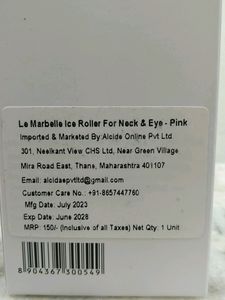 Le Marbelle Ice Roller For Neck & Eye - Pink
Imported & Marketed By:Alcide Online Pvt Ltd
301, Neelkant View CHS Ltd, Near Green Village
Mira Road East, Thane, Maharashtra 401107
Email: alcidaepvtltd@gmail.com
Customer Care No.: +91-8657447760
Mfg Date: July 2023
Exp Date: June 2028
MRP: 150/- (Inclusive of all Taxes) Net Qty: 1 Unit
8 904367 300549